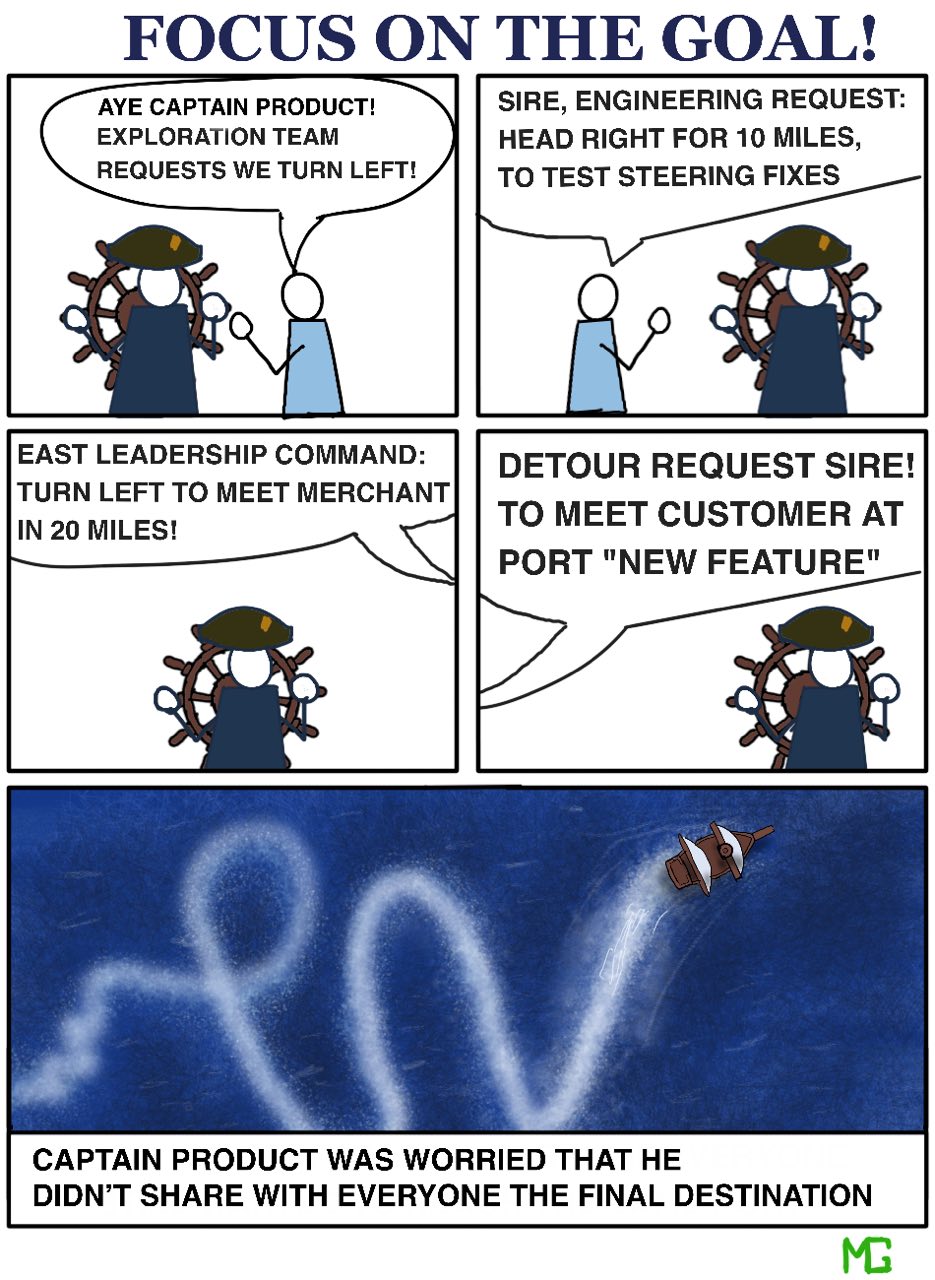 FOCUS ON THE GOAL!
AYE CAPTAIN PRODUCT!
EXPLORATION TEAM
REQUESTS WE TURN LEFT!
SIRE, ENGINEERING REQUEST:
HEAD RIGHT FOR 10 MILES,
TO TEST STEERING FIXES
EAST LEADERSHIP COMMAND:
TURN LEFT TO MEET MERCHANT
IN 20 MILES!
DETOUR REQUEST SIRE!
TO MEET CUSTOMER AT
PORT "NEW FEATURE"
CAPTAIN PRODUCT WAS WORRIED THAT HE
DIDN'T SHARE WITH EVERYONE THE FINAL DESTINATION
MG